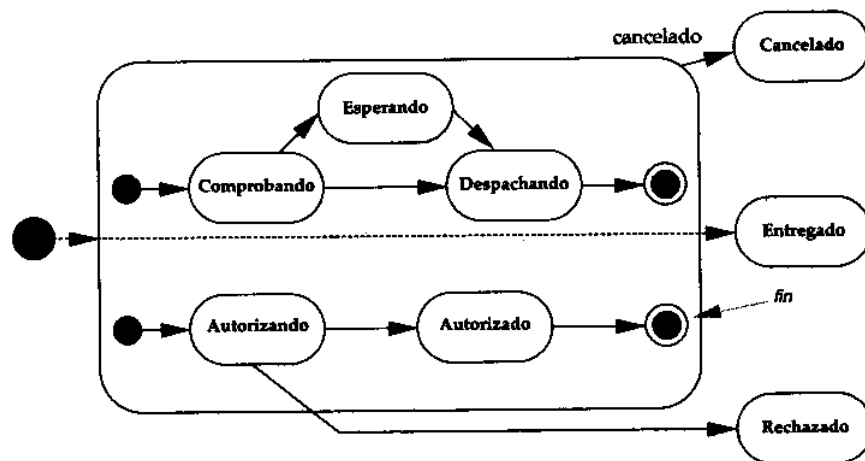 cancelado
Cancelado
Esperando
Comprobando
Despachando
Entregado
fin
Autorizando
Autorizado
Rechazado